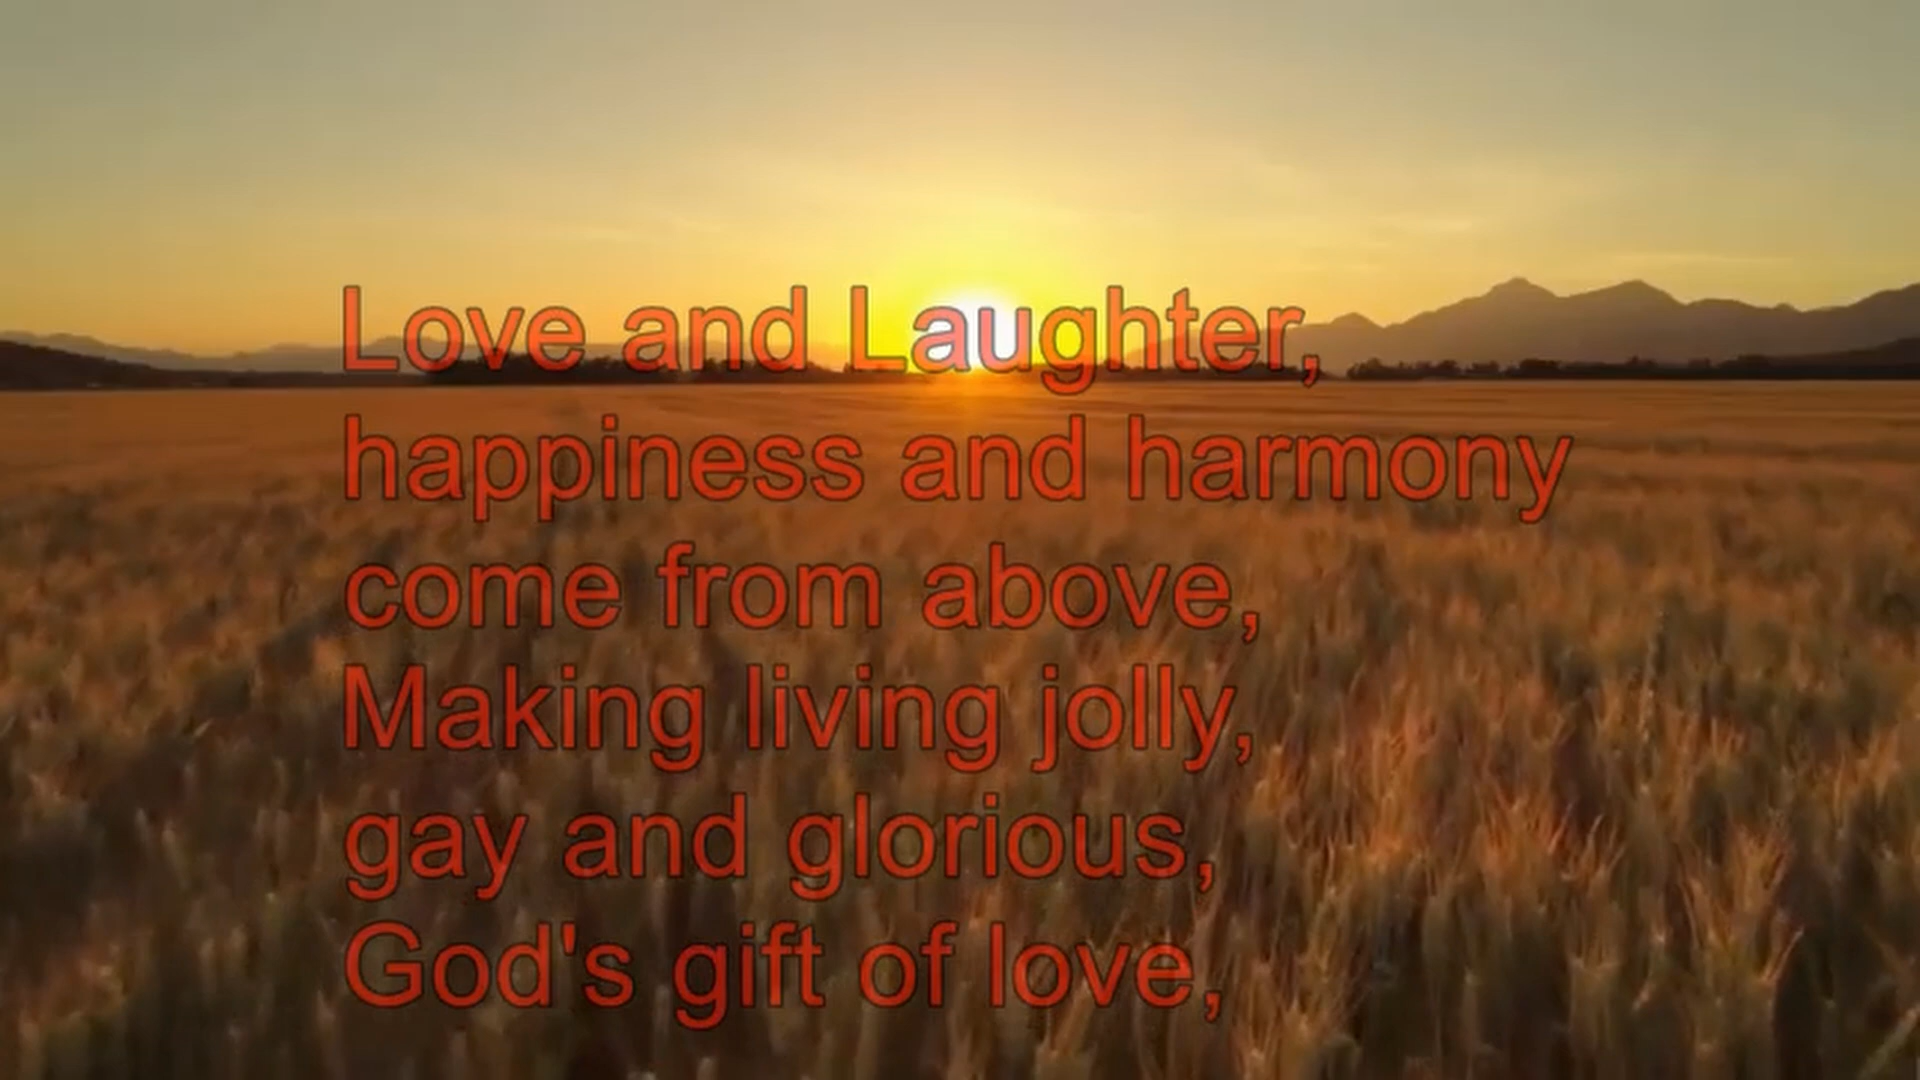 Love and Laughter,
happiness and harmony
come from above,
Making living jolly,
gay and glorious,
God's gift of love,